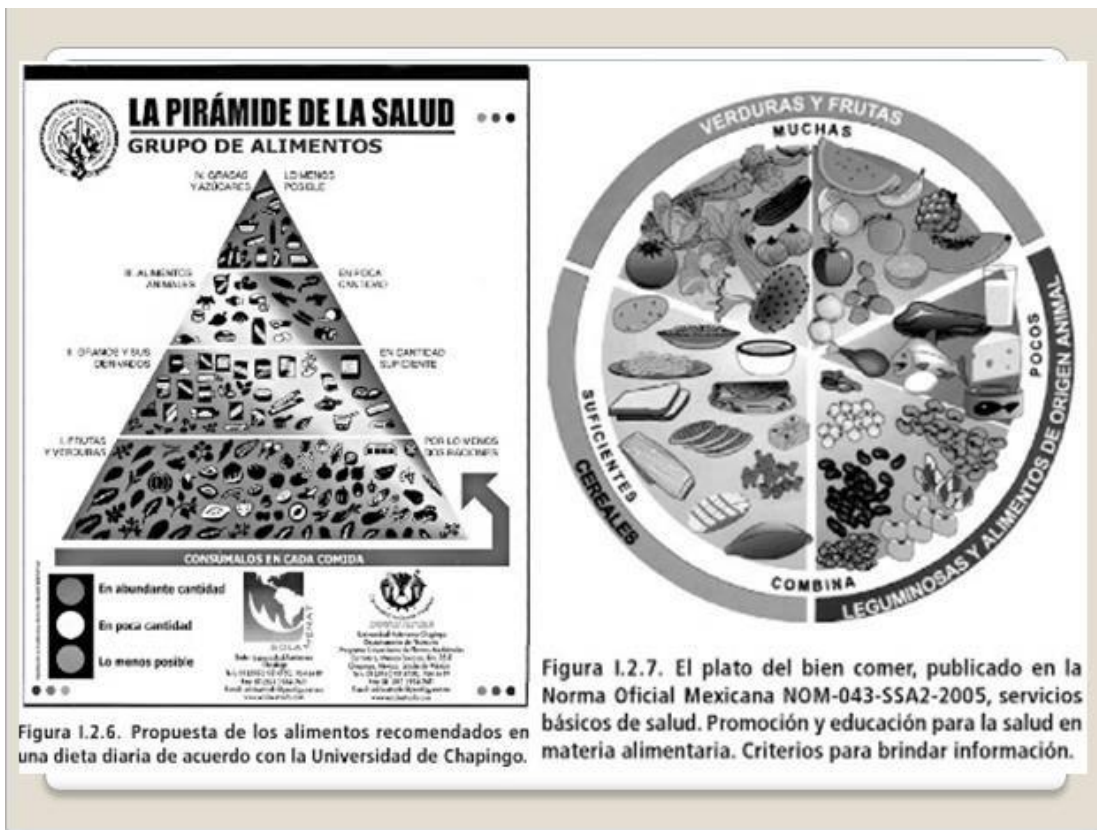 LA PIRÁMIDE DE LA SALUD
GRUPO DE ALIMENTOS
IV. GRASAS
Y AZÚCARES
LO MENOS
POSIBLE
III. ALIMENTOS
ANIMALES
EN POCA
CANTIDAD
II. GRANOS Y SUS
DERIVADOS
EN CANTIDAD
SUFICIENTE
I. FRUTAS
Y VERDURAS
POR LO MENOS
DOS RACIONES
CONSÚMALOS EN CADA COMIDA
En abundante cantidad
En poca cantidad
Lo menos posible
Universidad Autónoma Chapingo
Figura I.2.6. Propuesta de los alimentos recomendados en
una dieta diaria de acuerdo con la Universidad de Chapingo.
VERDURAS Y FRUTAS
MUCHAS
POCOS
LEGUMINOSAS Y ALIMENTOS DE ORIGEN ANIMAL
COMBINA
SUFICIENTES
CEREALES
Figura I.2.7. El plato del bien comer, publicado en la
Norma Oficial Mexicana NOM-043-SSA2-2005, servicios
básicos de salud. Promoción y educación para la salud en
materia alimentaria. Criterios para brindar información.